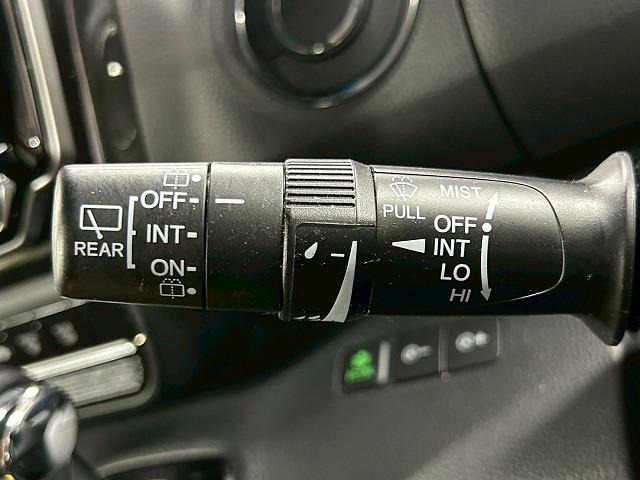 REAR
OFF
INT
ON
PULL
MIST
OFF
INT
LO
HI